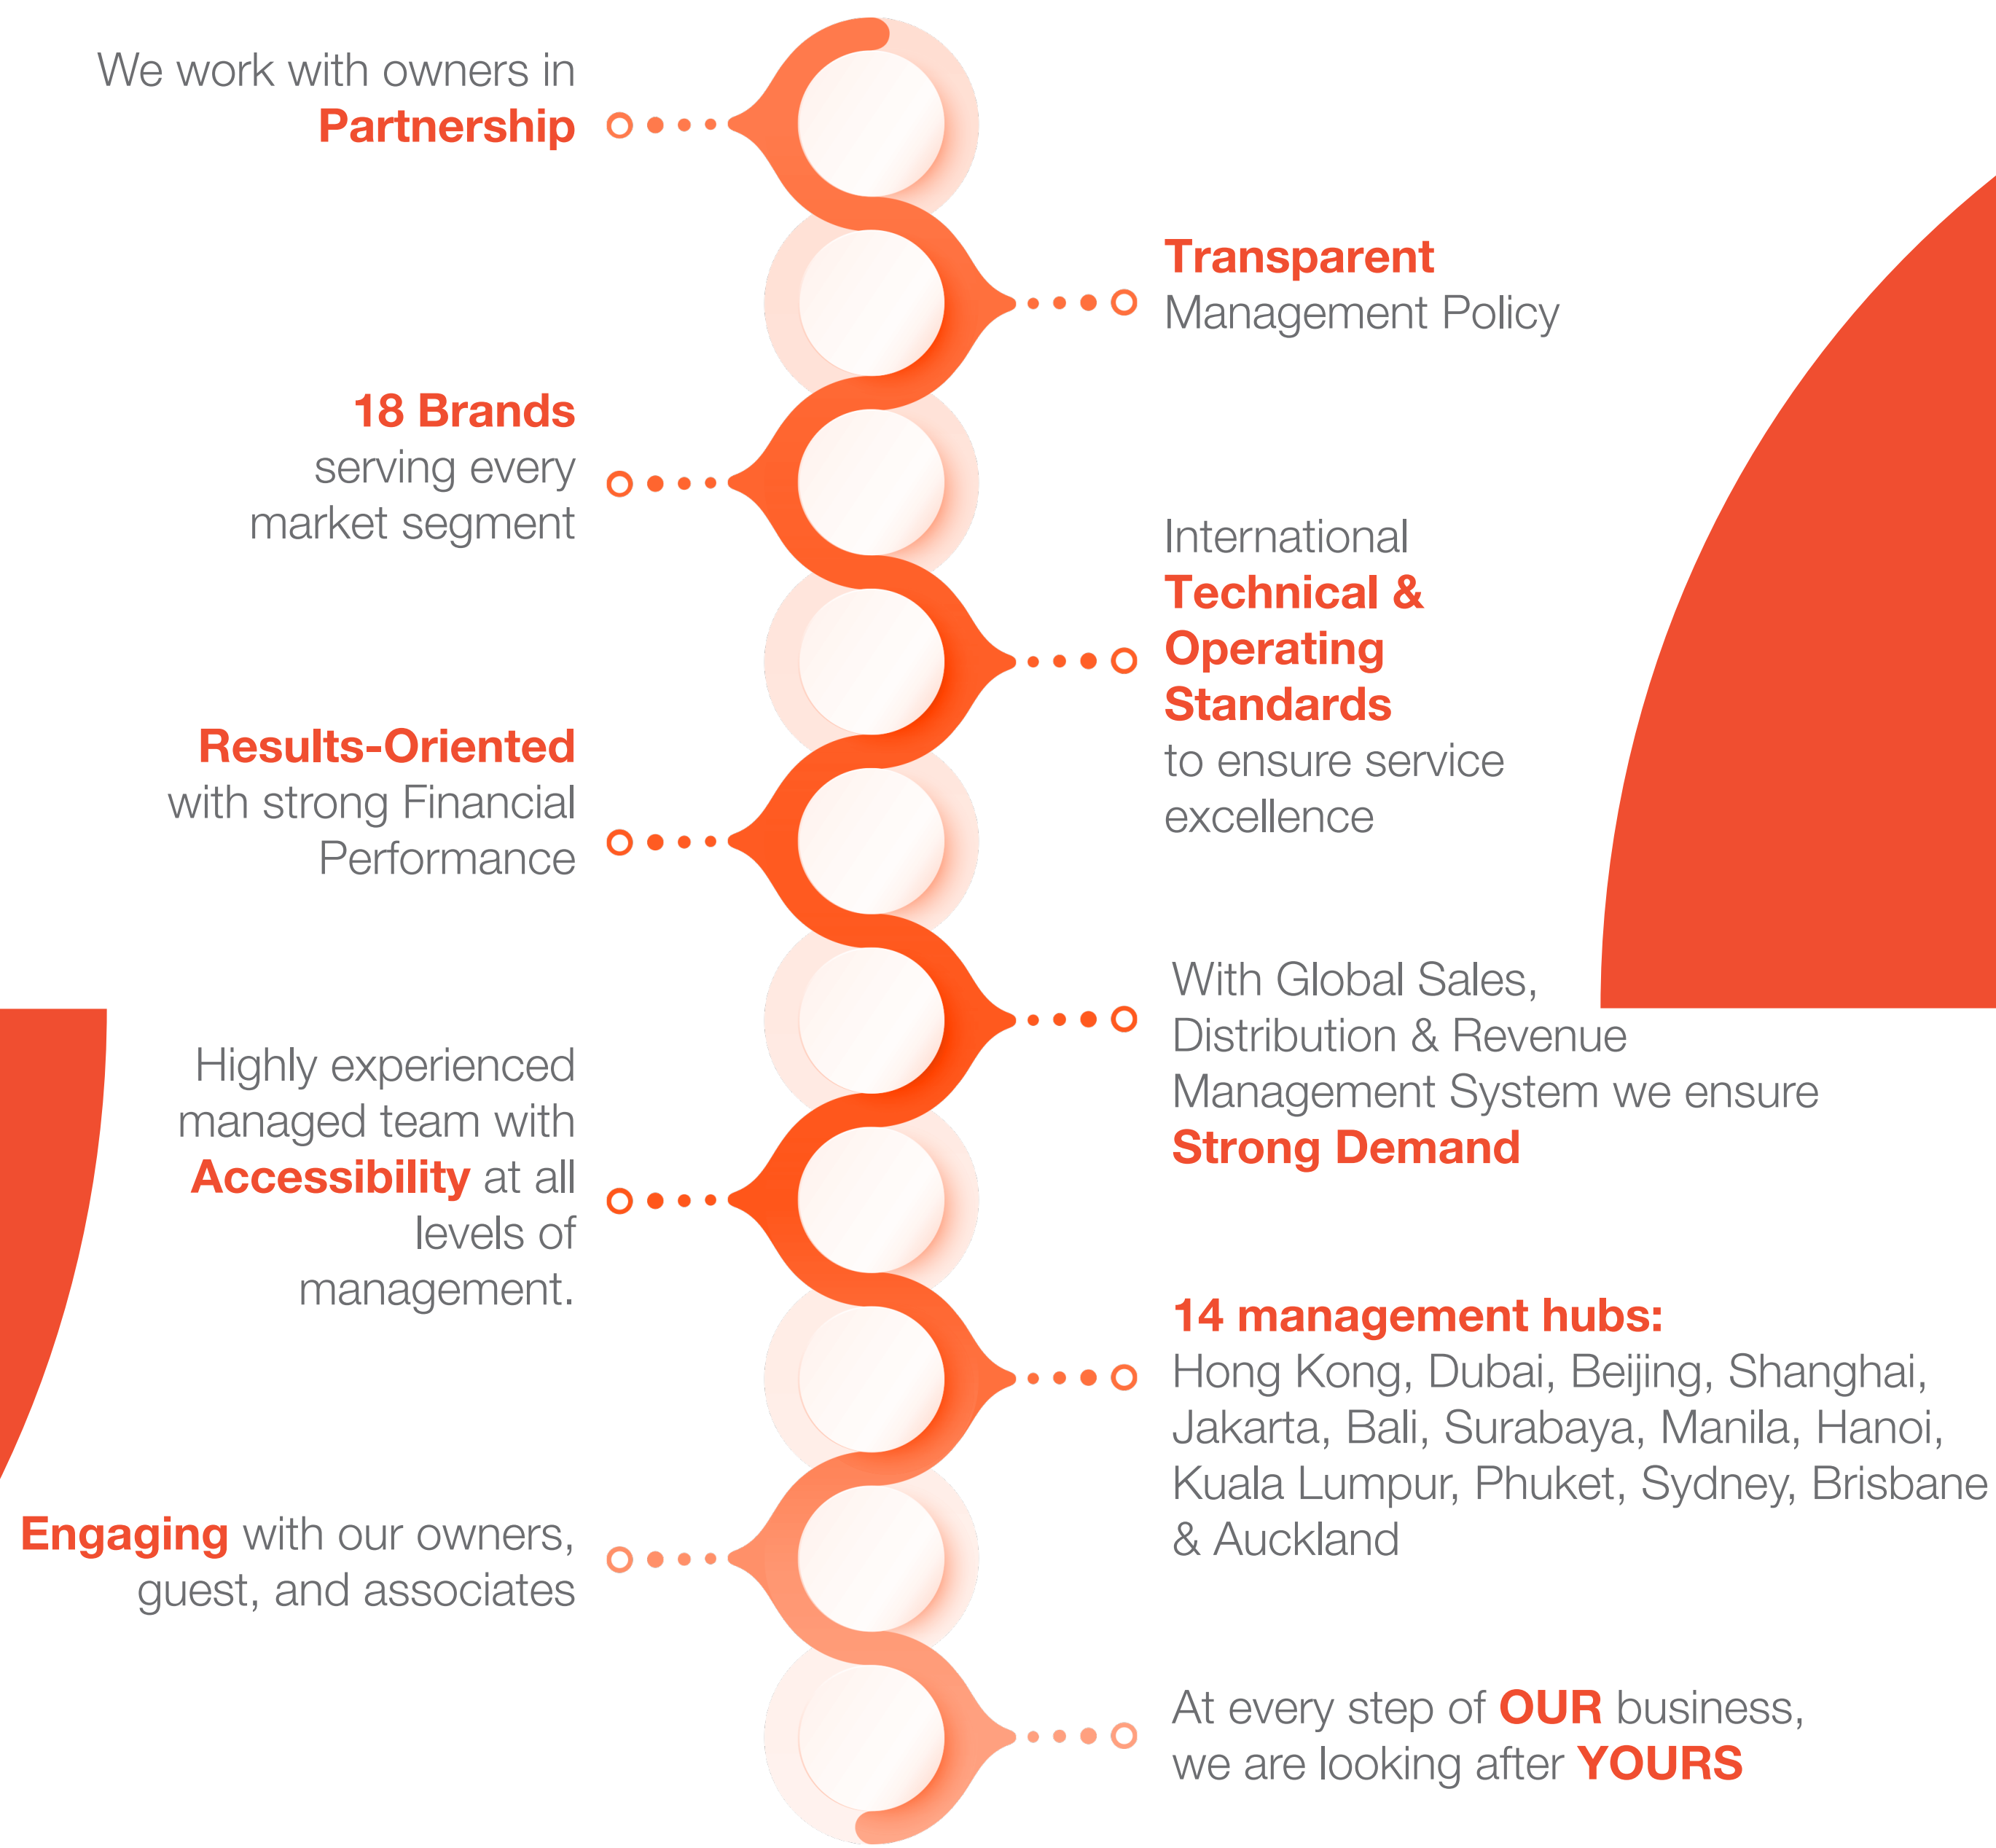 We work with owners in
Partnership
Transparent
Management Policy
18 Brands
serving every
market segment
International
Technical &
Operating
Standards
to ensure service
excellence
Results-Oriented
with strong Financial
Performance
With Global Sales,
Distribution & Revenue
Management System we ensure
Strong Demand
Highly experienced
managed team with
Accessibility at all
levels of
management.
14 management hubs:
Hong Kong, Dubai, Beijing, Shanghai,
Jakarta, Bali, Surabaya, Manila, Hanoi,
Kuala Lumpur, Phuket, Sydney, Brisbane
& Auckland
Engaging with our owners,
guest, and associates
At every step of OUR business,
we are looking after YOURS